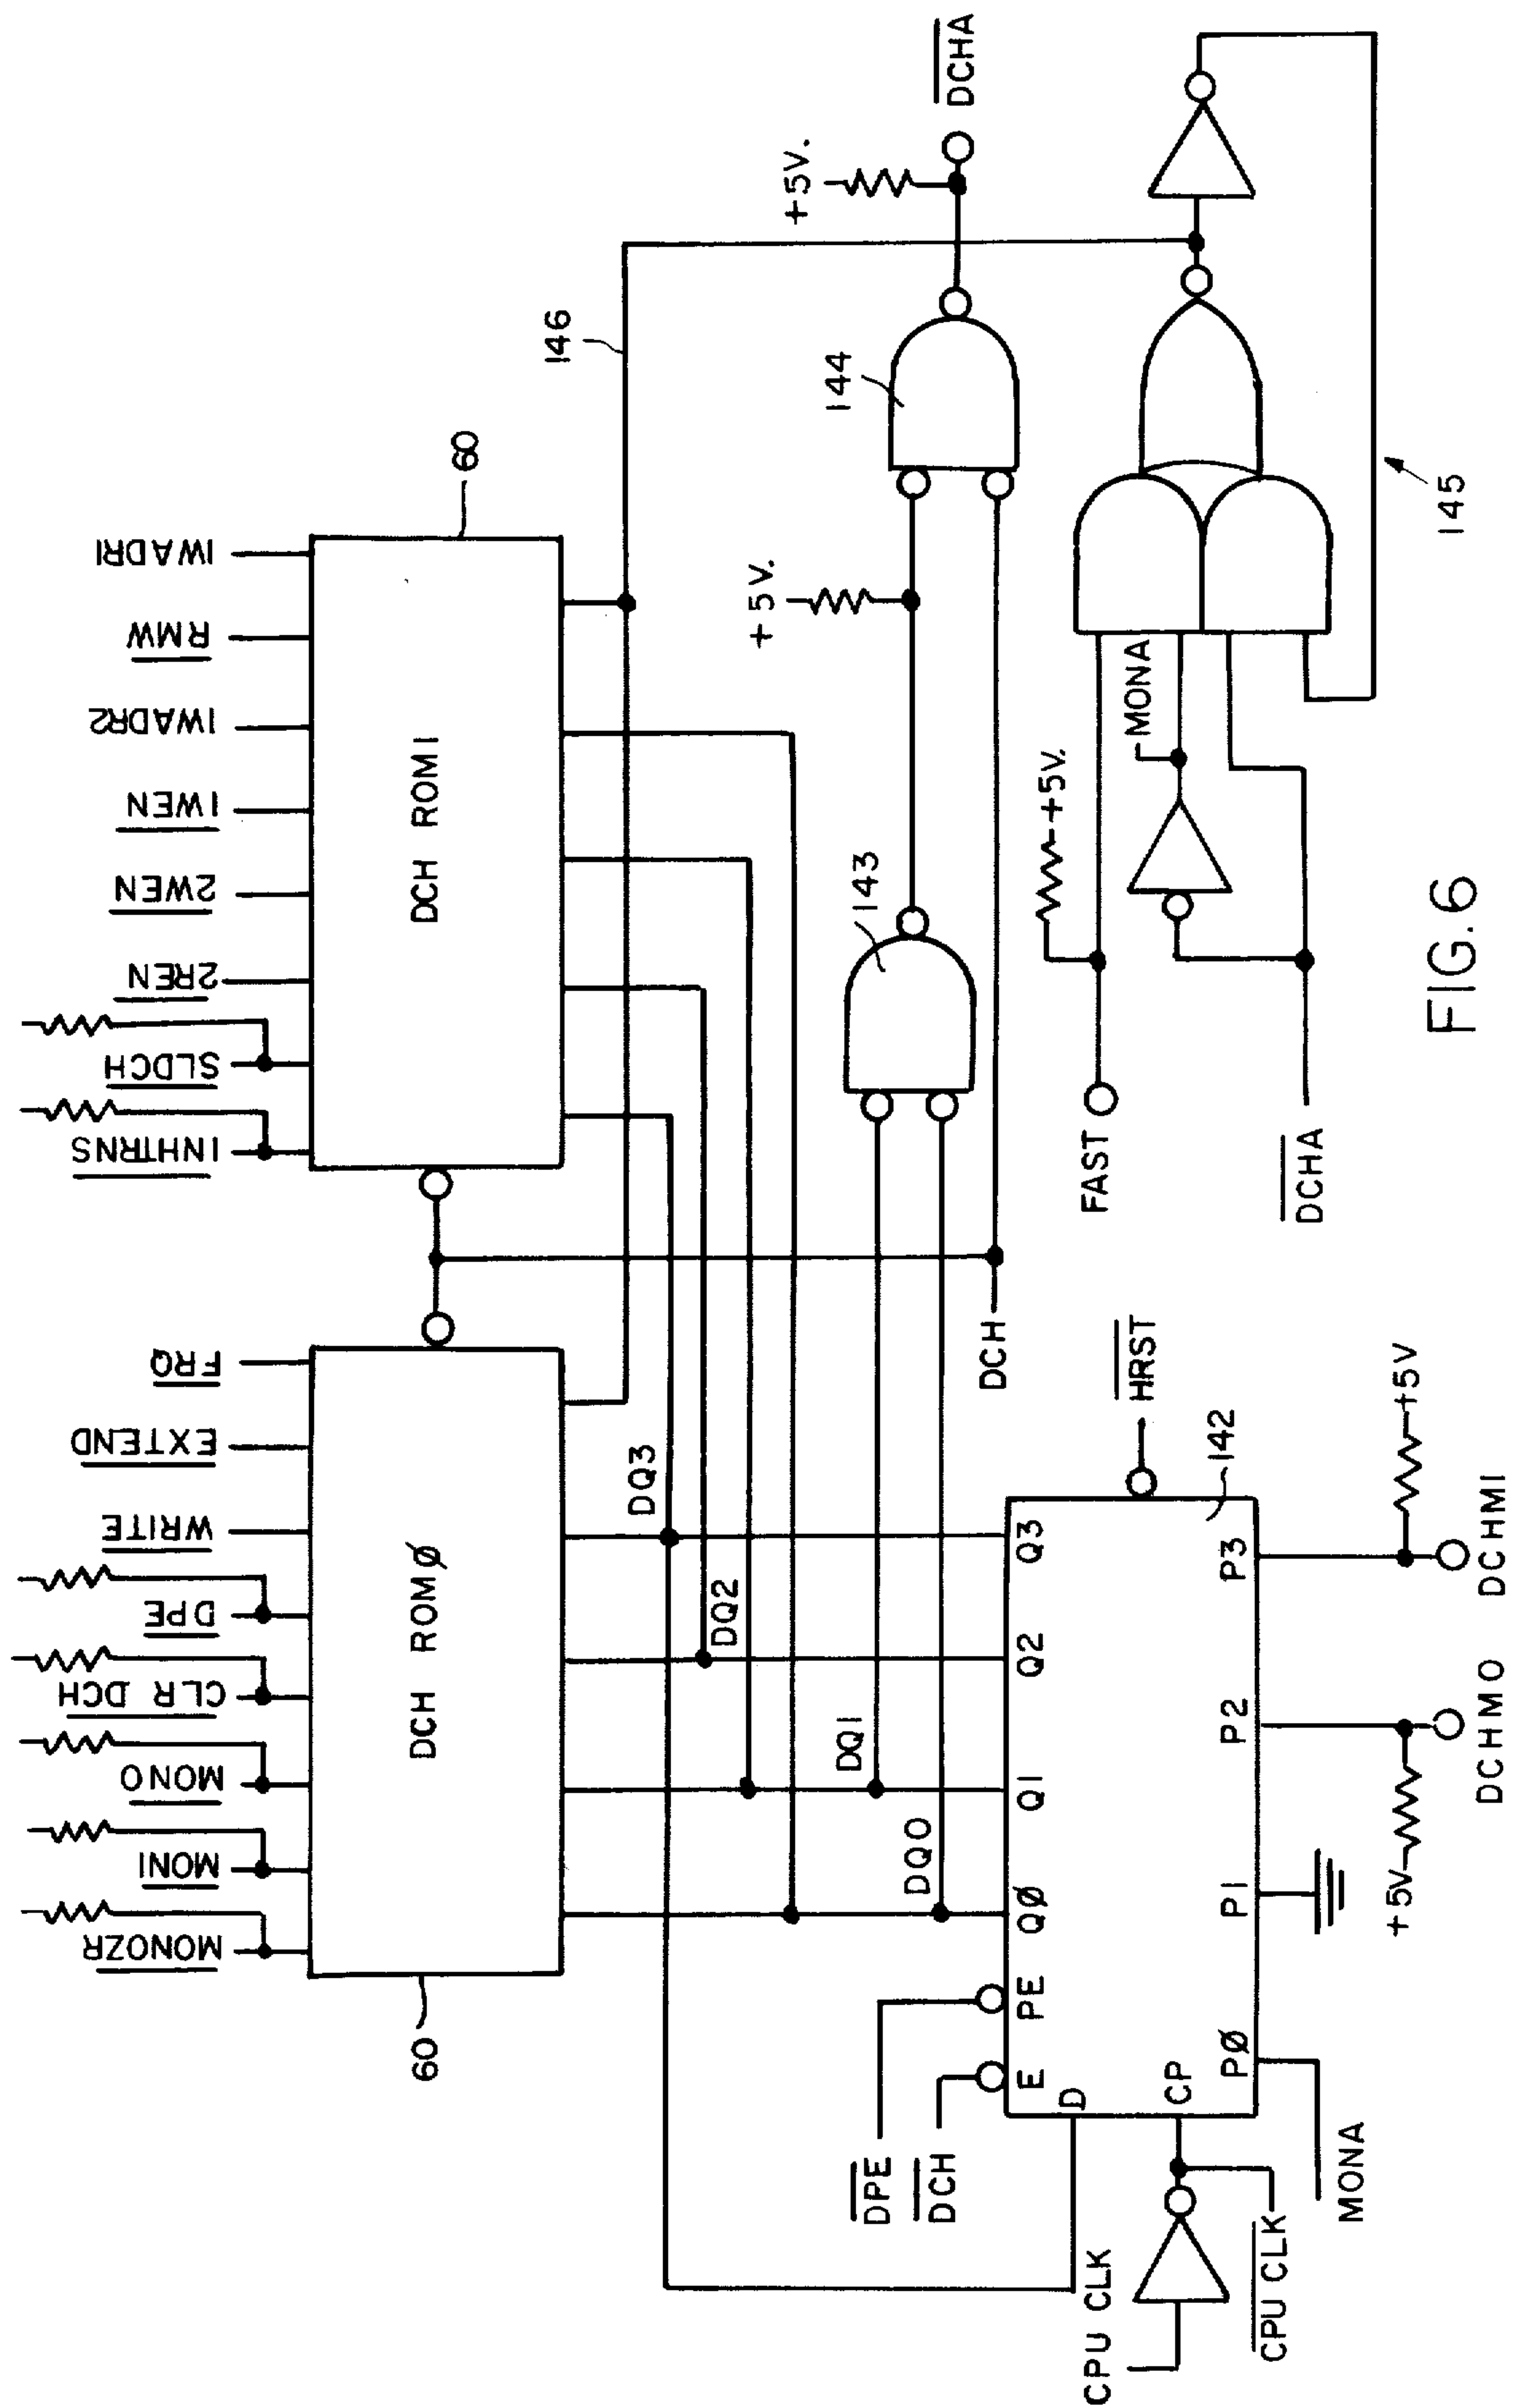 MONOZR
MON1
MONO
CLR DCH
DPE
WRITE
EXTEND
FRQ
INHTRNS
SLDCH
2REN
2WEN
1WEN
1WADR2
RMW
1WADR1
60
DCH ROMØ
DCH ROM1
60
146
DQ3
DQ2
DQ1
DQ0
+5V.
+5V.
143
144
DCHA
DCH
DPE
DCH
E
PE
QØ
Q1
Q2
Q3
HRST
D
CP
PØ
P1
P2
P3
142
CPU CLK
CPU CLK
MONA
+5V
DCHMO
+5V
DCHM1
FAST
+5V.
MONA
DCHA
145
FIG. 6